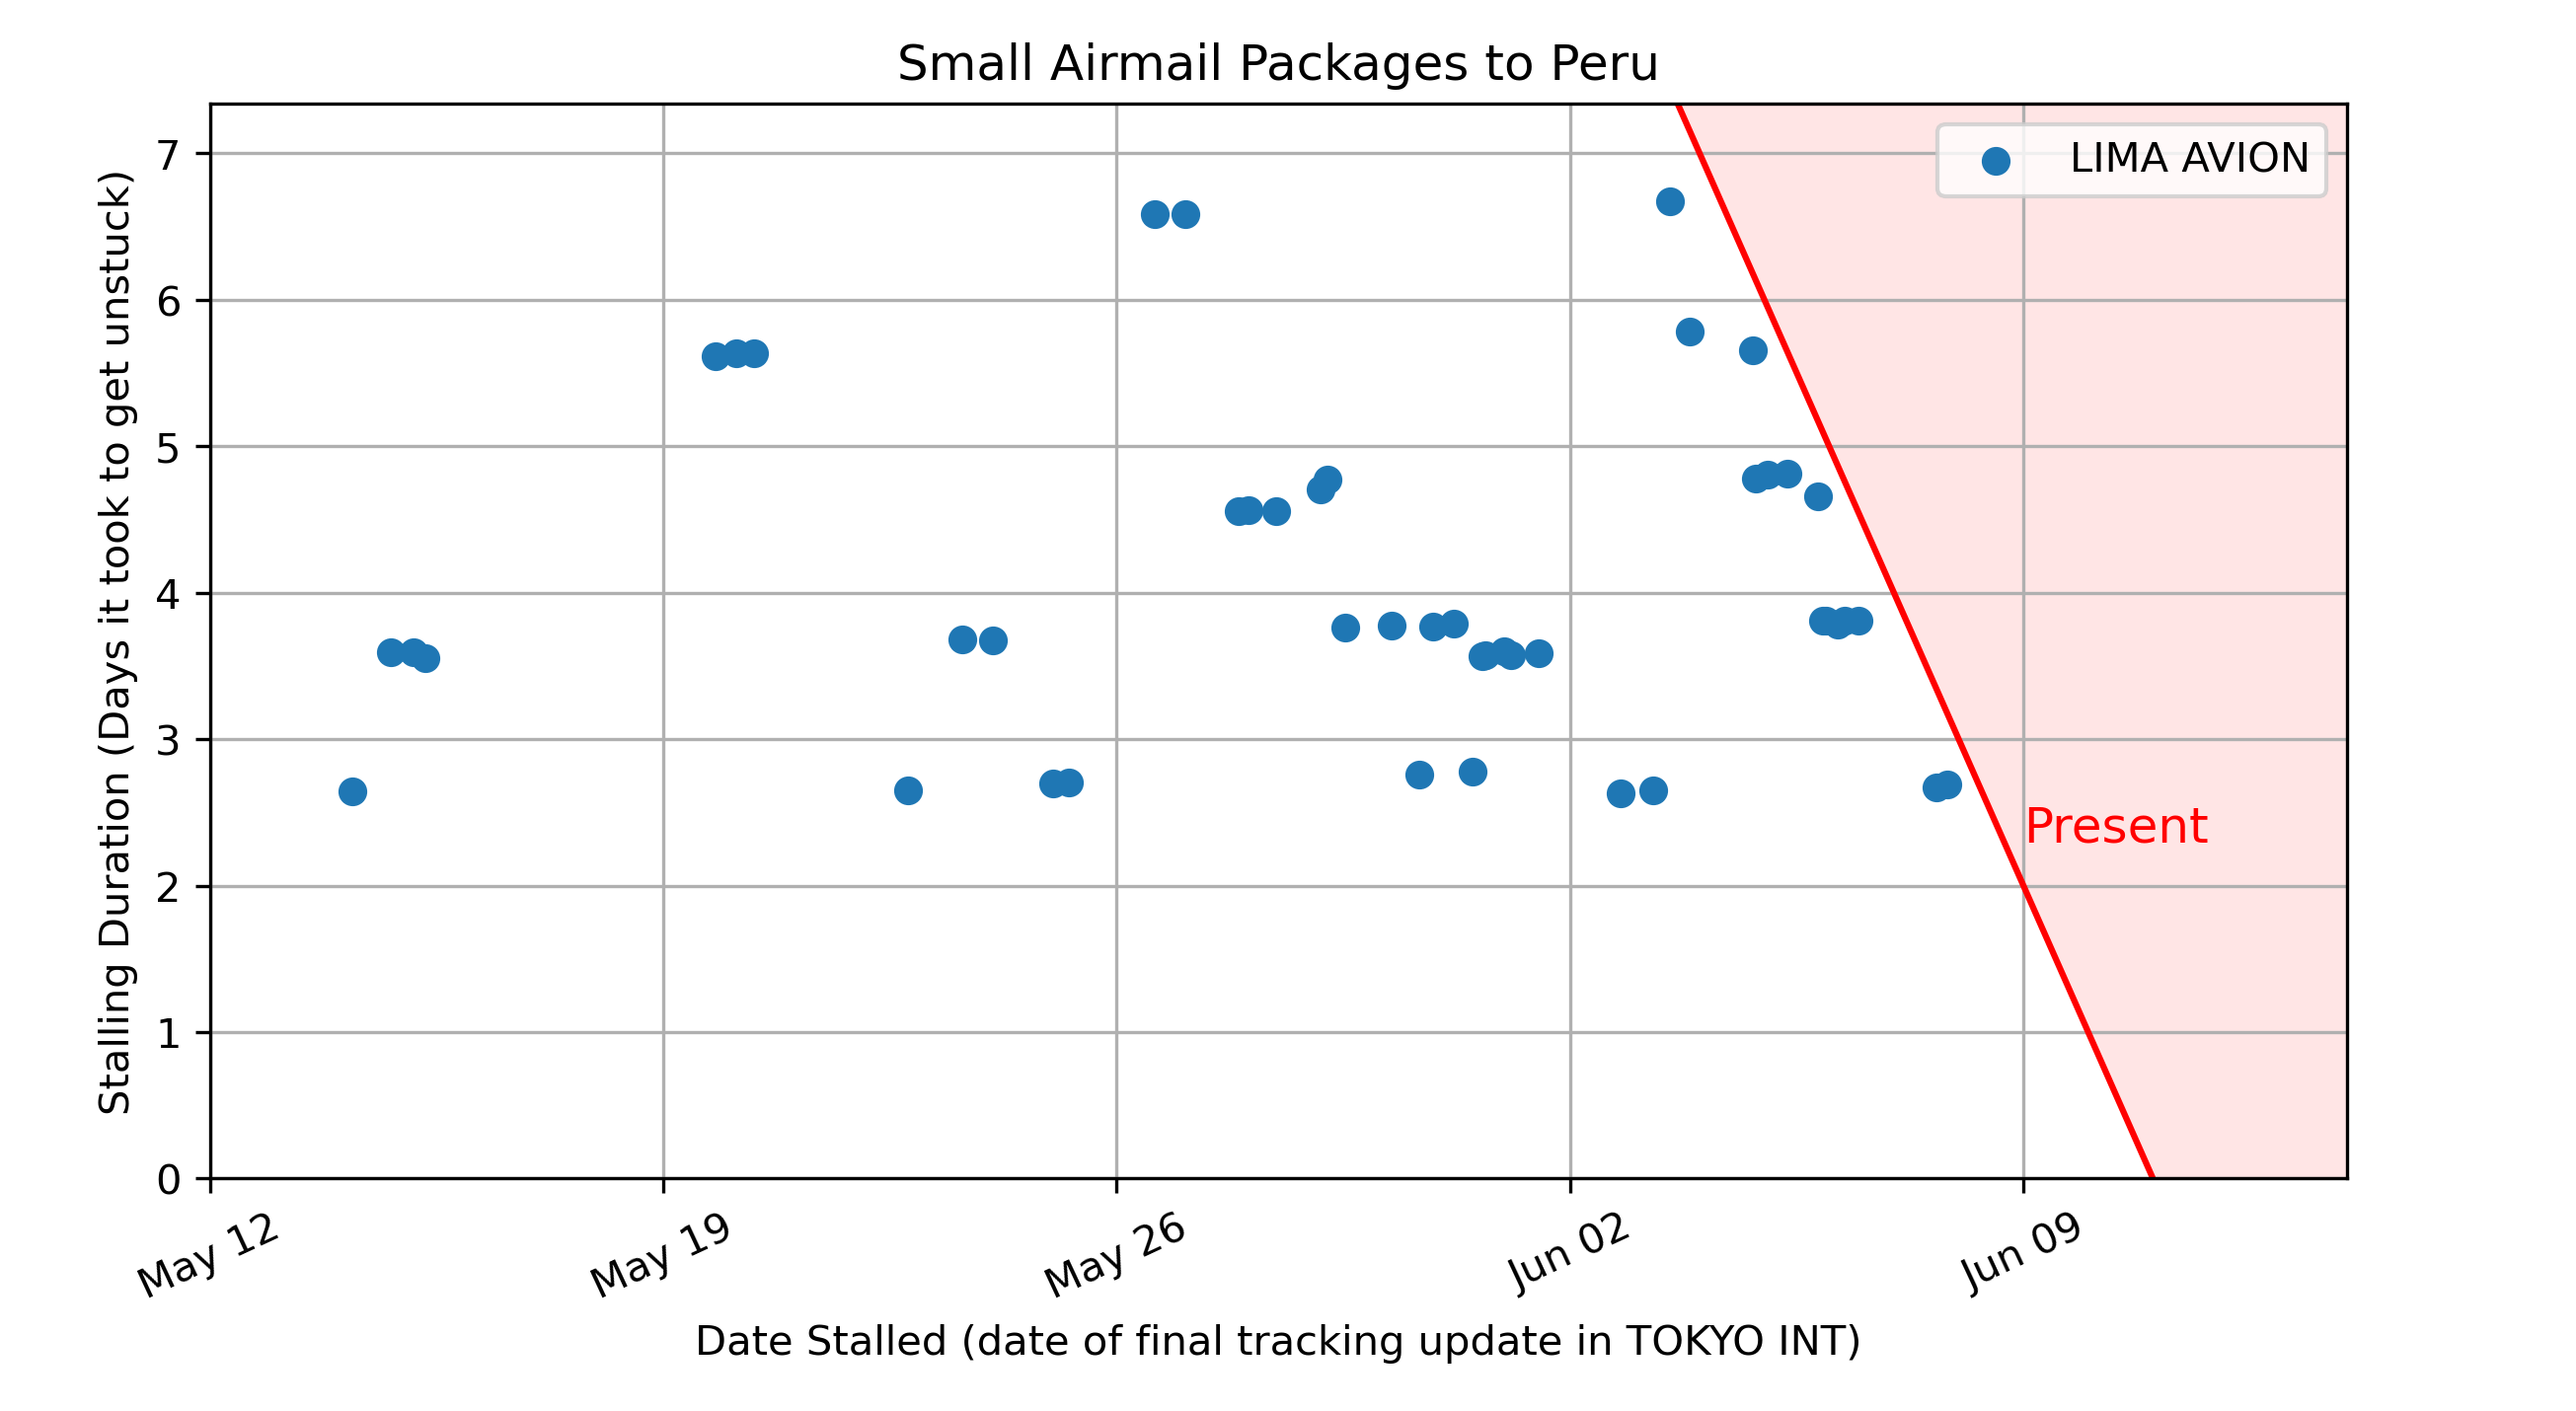 Small Airmail Packages to Peru
LIMA AVION
Stalling Duration (Days it took to get unstuck)
7
6
5
4
3
2
1
0
Present
May 12
May 19
May 26
Jun 02
Jun 09
Date Stalled (date of final tracking update in TOKYO INT)